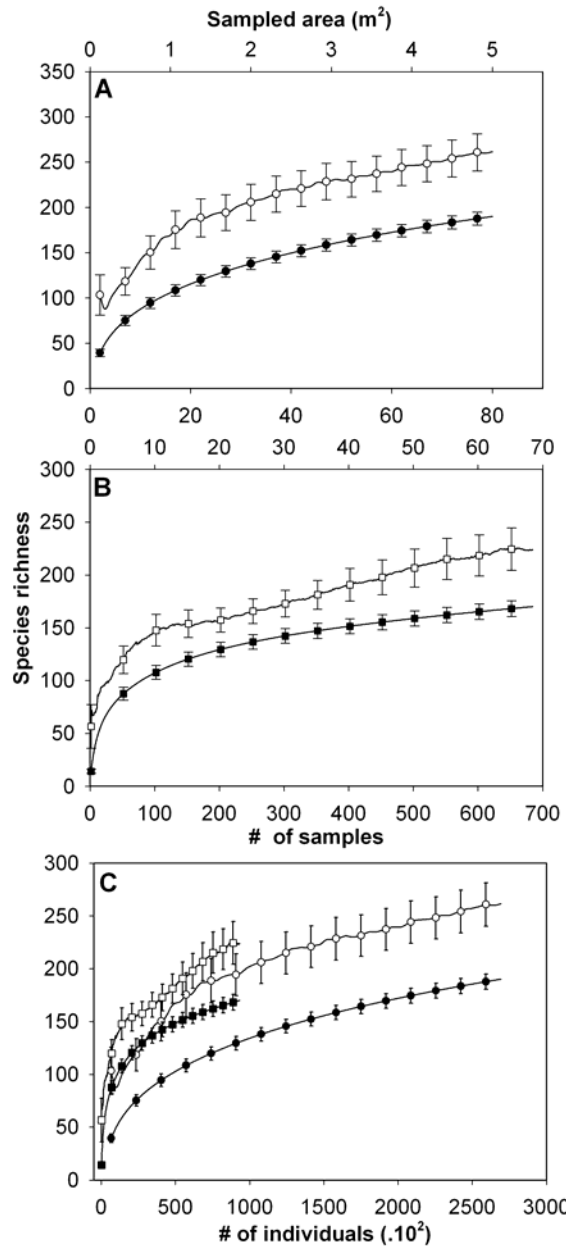 Sampled area (m²)
0 1 2 3 4 5
A
350
300
250
200
150
100
50
0
0 20 40 60 80
0 10 20 30 40 50 60 70
B
300
250
200
150
100
50
0
Species richness
0 100 200 300 400 500 600 700
# of samples
C
300
250
200
150
100
50
0
0 500 1000 1500 2000 2500 3000
# of individuals (.10²)